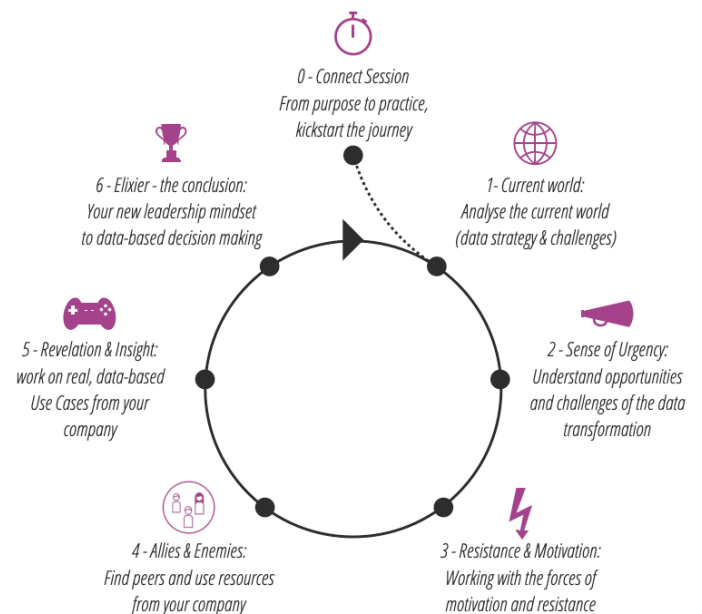 0 - Connect Session
From purpose to practice,
kickstart the journey
1- Current world:
Analyse the current world
(data strategy & challenges)
2 - Sense of Urgency:
Understand opportunities
and challenges of the data
transformation
3 - Resistance & Motivation:
Working with the forces of
motivation and resistance
4 - Allies & Enemies:
Find peers and use resources
from your company
5 - Revelation & Insight:
work on real, data-based
Use Cases from your
company
6 - Elixier - the conclusion:
Your new leadership mindset
to data-based decision making